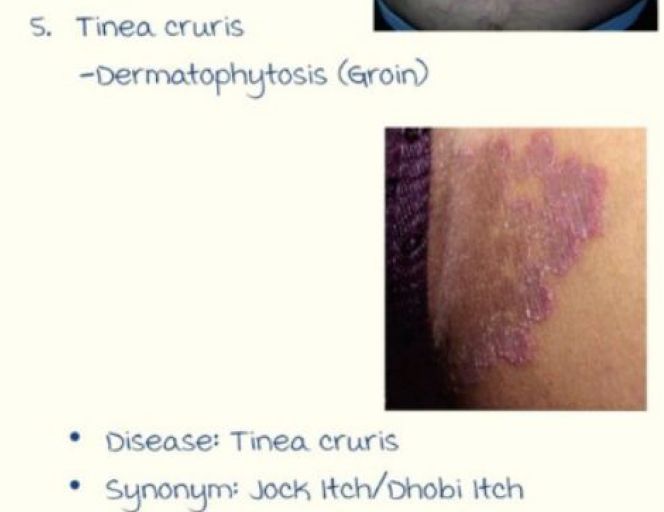 5. Tinea cruris
-Dermatophytosis (Groin)
• Disease: Tinea cruris
• Synonym: Jock Itch/Dhobi Itch